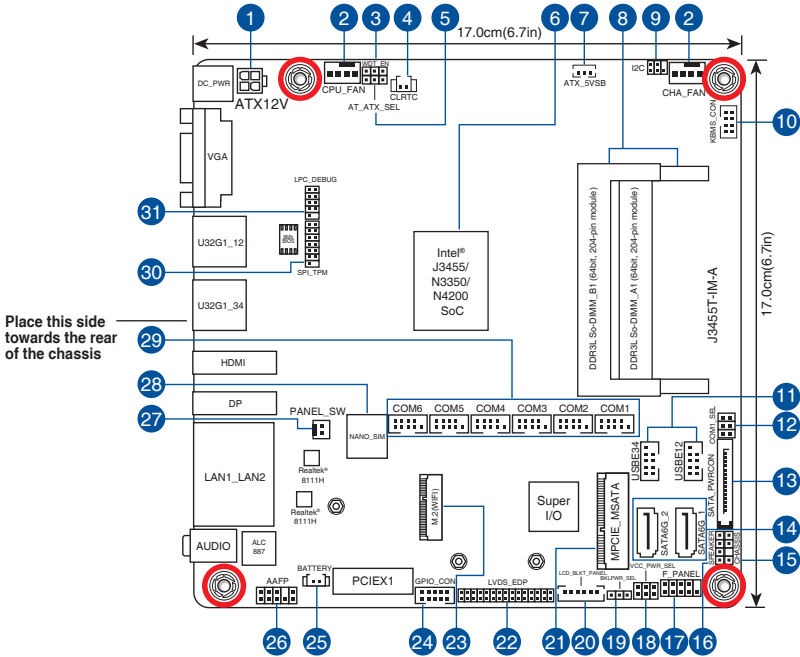 1
2
3
4
5
6
7
8
9
2
17.0cm(6.7in)
DC_PWR
ATX12V
CPU_FAN
WDT_EN
AT_ATX_SEL
CLRTC
ATX_5VSB
I2C
CHA_FAN
KBMS_CON
10
VGA
LPC_DEBUG
31
U32G1_12
30
SPI_TPM
Intel®
J3455/
N3350/
N4200
SoC
DDR3L So-DIMM_B1 (64bit, 204-pin module)
DDR3L So-DIMM_A1 (64bit, 204-pin module)
J3455T-IM-A
17.0cm(6.7in)
U32G1_34
Place this side
towards the rear
of the chassis
29
HDMI
28
DP
27
PANEL_SW
NANO_SIM
COM6
COM5
COM4
COM3
COM2
COM1
11
COM1_SEL
12
USBE34
USBE12
SATA_PWRCON
13
LAN1_LAN2
Realtek®
8111H
Realtek®
8111H
M.2(WIFI)
Super
I/O
MPCIE_MSATA
SATA6G_2
SATA6G_1
14
SPEAKER
CHASSIS
15
AUDIO
ALC
887
BATTERY
PCIEX1
AAFP
GPIO_CON
LVDS_EDP
LCD_BLKT_PANEL
BKLPWR_SEL
VCC_PWR_SEL
F_PANEL
26
25
24
23
22
21
20
19
18
17
16